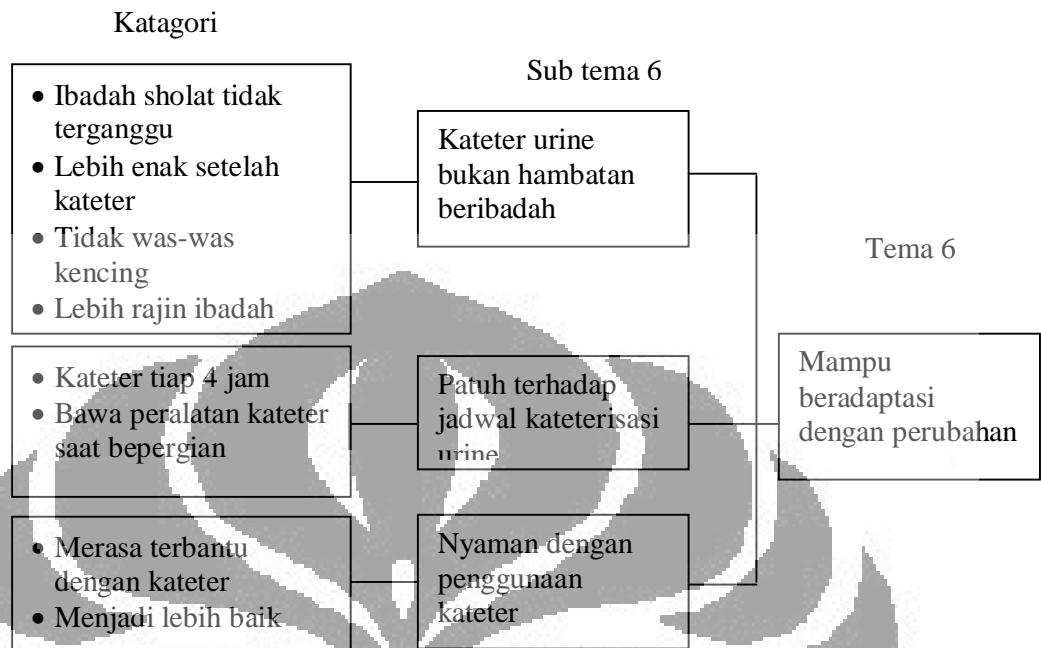 Katagori
• Ibadah sholat tidak
terganggu
• Lebih enak setelah
kateter
• Tidak was-was
kencing
• Lebih rajin ibadah
• Kateter tiap 4 jam
• Bawa peralatan kateter
saat bepergian
• Merasa terbantu
dengan kateter
• Menjadi lebih baik
Sub tema 6
Kateter urine
bukan hambatan
beribadah
Patuh terhadap
jadwal kateterisasi
urine
Nyaman dengan
penggunaan
kateter
Tema 6
Mampu
beradaptasi
dengan perubahan